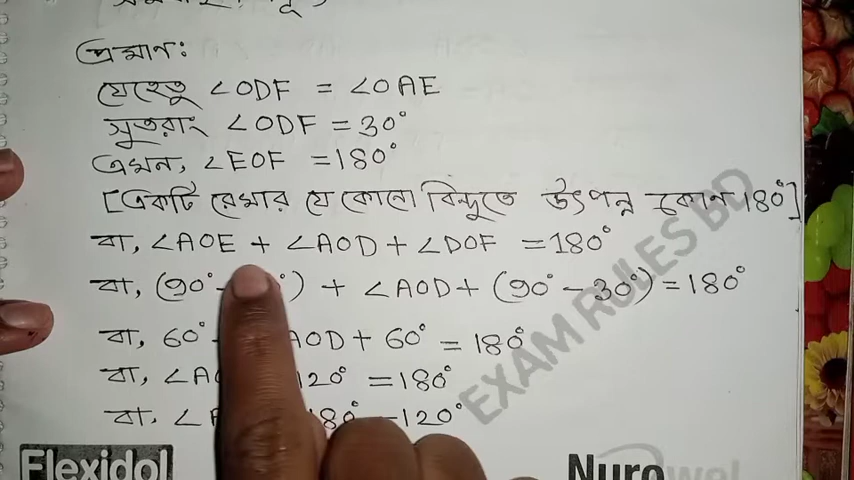 প্রমাণ:
যেহেতু ∠ODF = ∠OAE
সুতরাং ∠ODF = 30°
এখন, ∠EOF = 180°
[একটি রেখার যে কোনো বিন্দুতে উৎপন্ন কোন 180°]
বা, ∠AOE + ∠AOD + ∠DOF = 180°
বা, (90° - °) + ∠AOD + (90° - 30°) = 180°
বা, 60° AOD + 60° = 180°
বা, ∠AO 120° = 180°
বা, ∠A 180° - 120°
EXAM RULES BD
Flexidol
Nuro